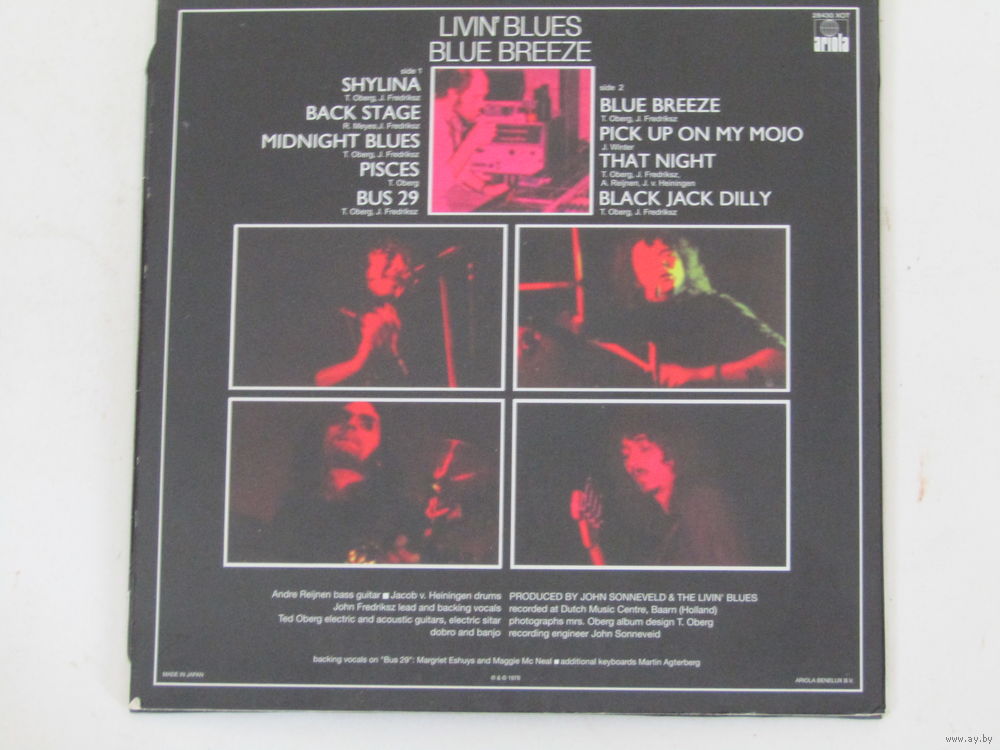 LIVIN' BLUES
BLUE BREEZE
28430 XOT
ariola
side 1
SHYLINA
T. Oberg, J. Fredriksz
BACK STAGE
R. Meyes, J. Fredriksz
MIDNIGHT BLUES
T. Oberg, J. Fredriksz
PISCES
T. Oberg
BUS 29
T. Oberg, J. Fredriksz
side 2
BLUE BREEZE
T. Oberg, J. Fredriksz
PICK UP ON MY MOJO
J. Winter
THAT NIGHT
T. Oberg, J. Fredriksz,
A. Reijnen, J. v. Heiningen
BLACK JACK DILLY
T. Oberg, J. Fredriksz
Andre Reijnen bass guitar ■ Jacob v. Heiningen drums
John Fredriksz lead and backing vocals
Ted Oberg electric and acoustic guitars, electric sitar
dobro and banjo
PRODUCED BY JOHN SONNEVELD & THE LIVIN' BLUES
recorded at Dutch Music Centre, Baarn (Holland)
photographs mrs. Oberg album design T. Oberg
recording engineer John Sonneveid
backing vocals on "Bus 29": Margriet Eshuys and Maggie Mc Neal ■ additional keyboards Martin Agterberg
MADE IN JAPAN
℗ & © 1976
ARIOLA BENELUX B.V.
www.ay.by